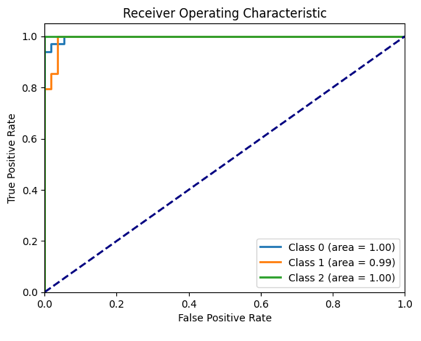 Receiver Operating Characteristic
True Positive Rate
1.0
0.8
0.6
0.4
0.2
0.0
Class 0 (area = 1.00)
Class 1 (area = 0.99)
Class 2 (area = 1.00)
0.0 0.2 0.4 0.6 0.8 1.0
False Positive Rate